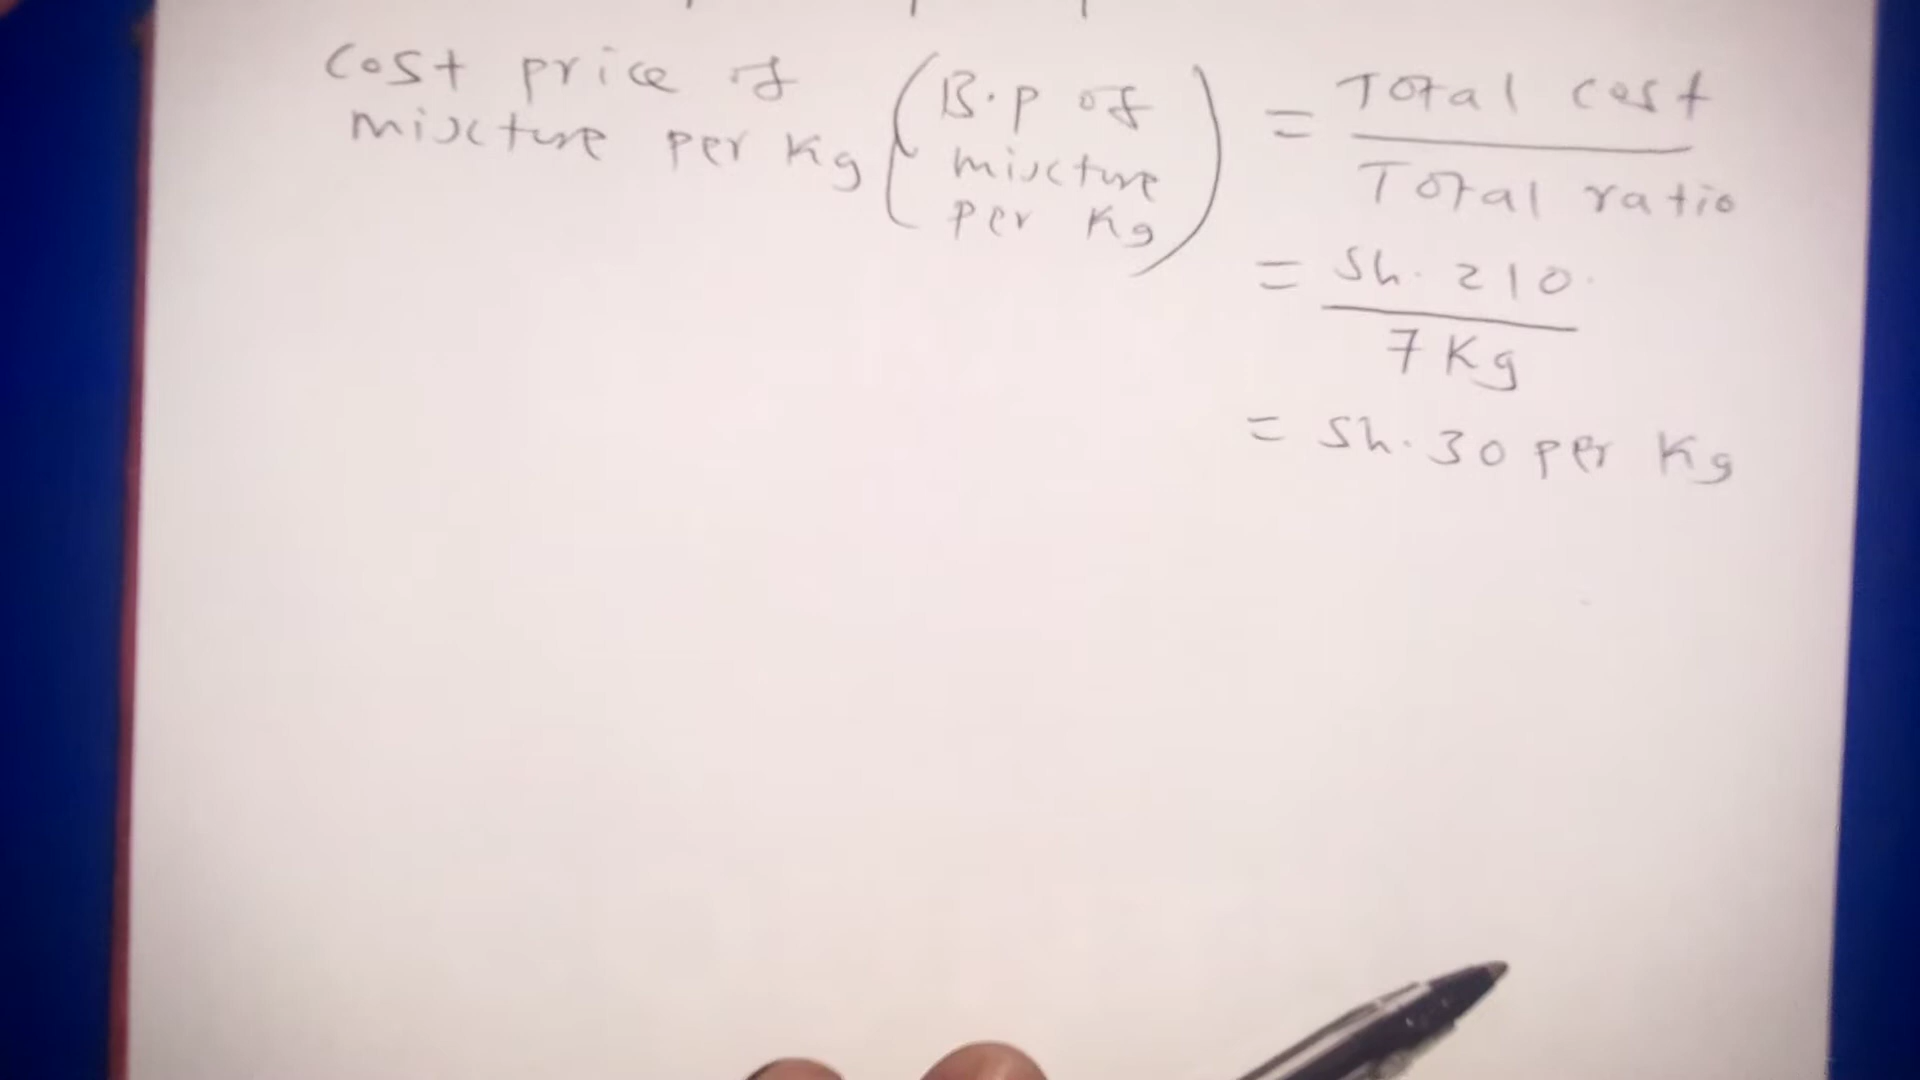 Cost price of
mixture per Kg (B.P of
mixture
per Kg) = Total cost
Total ratio
= Sh. 210.
7 Kg
= Sh. 30 per Kg